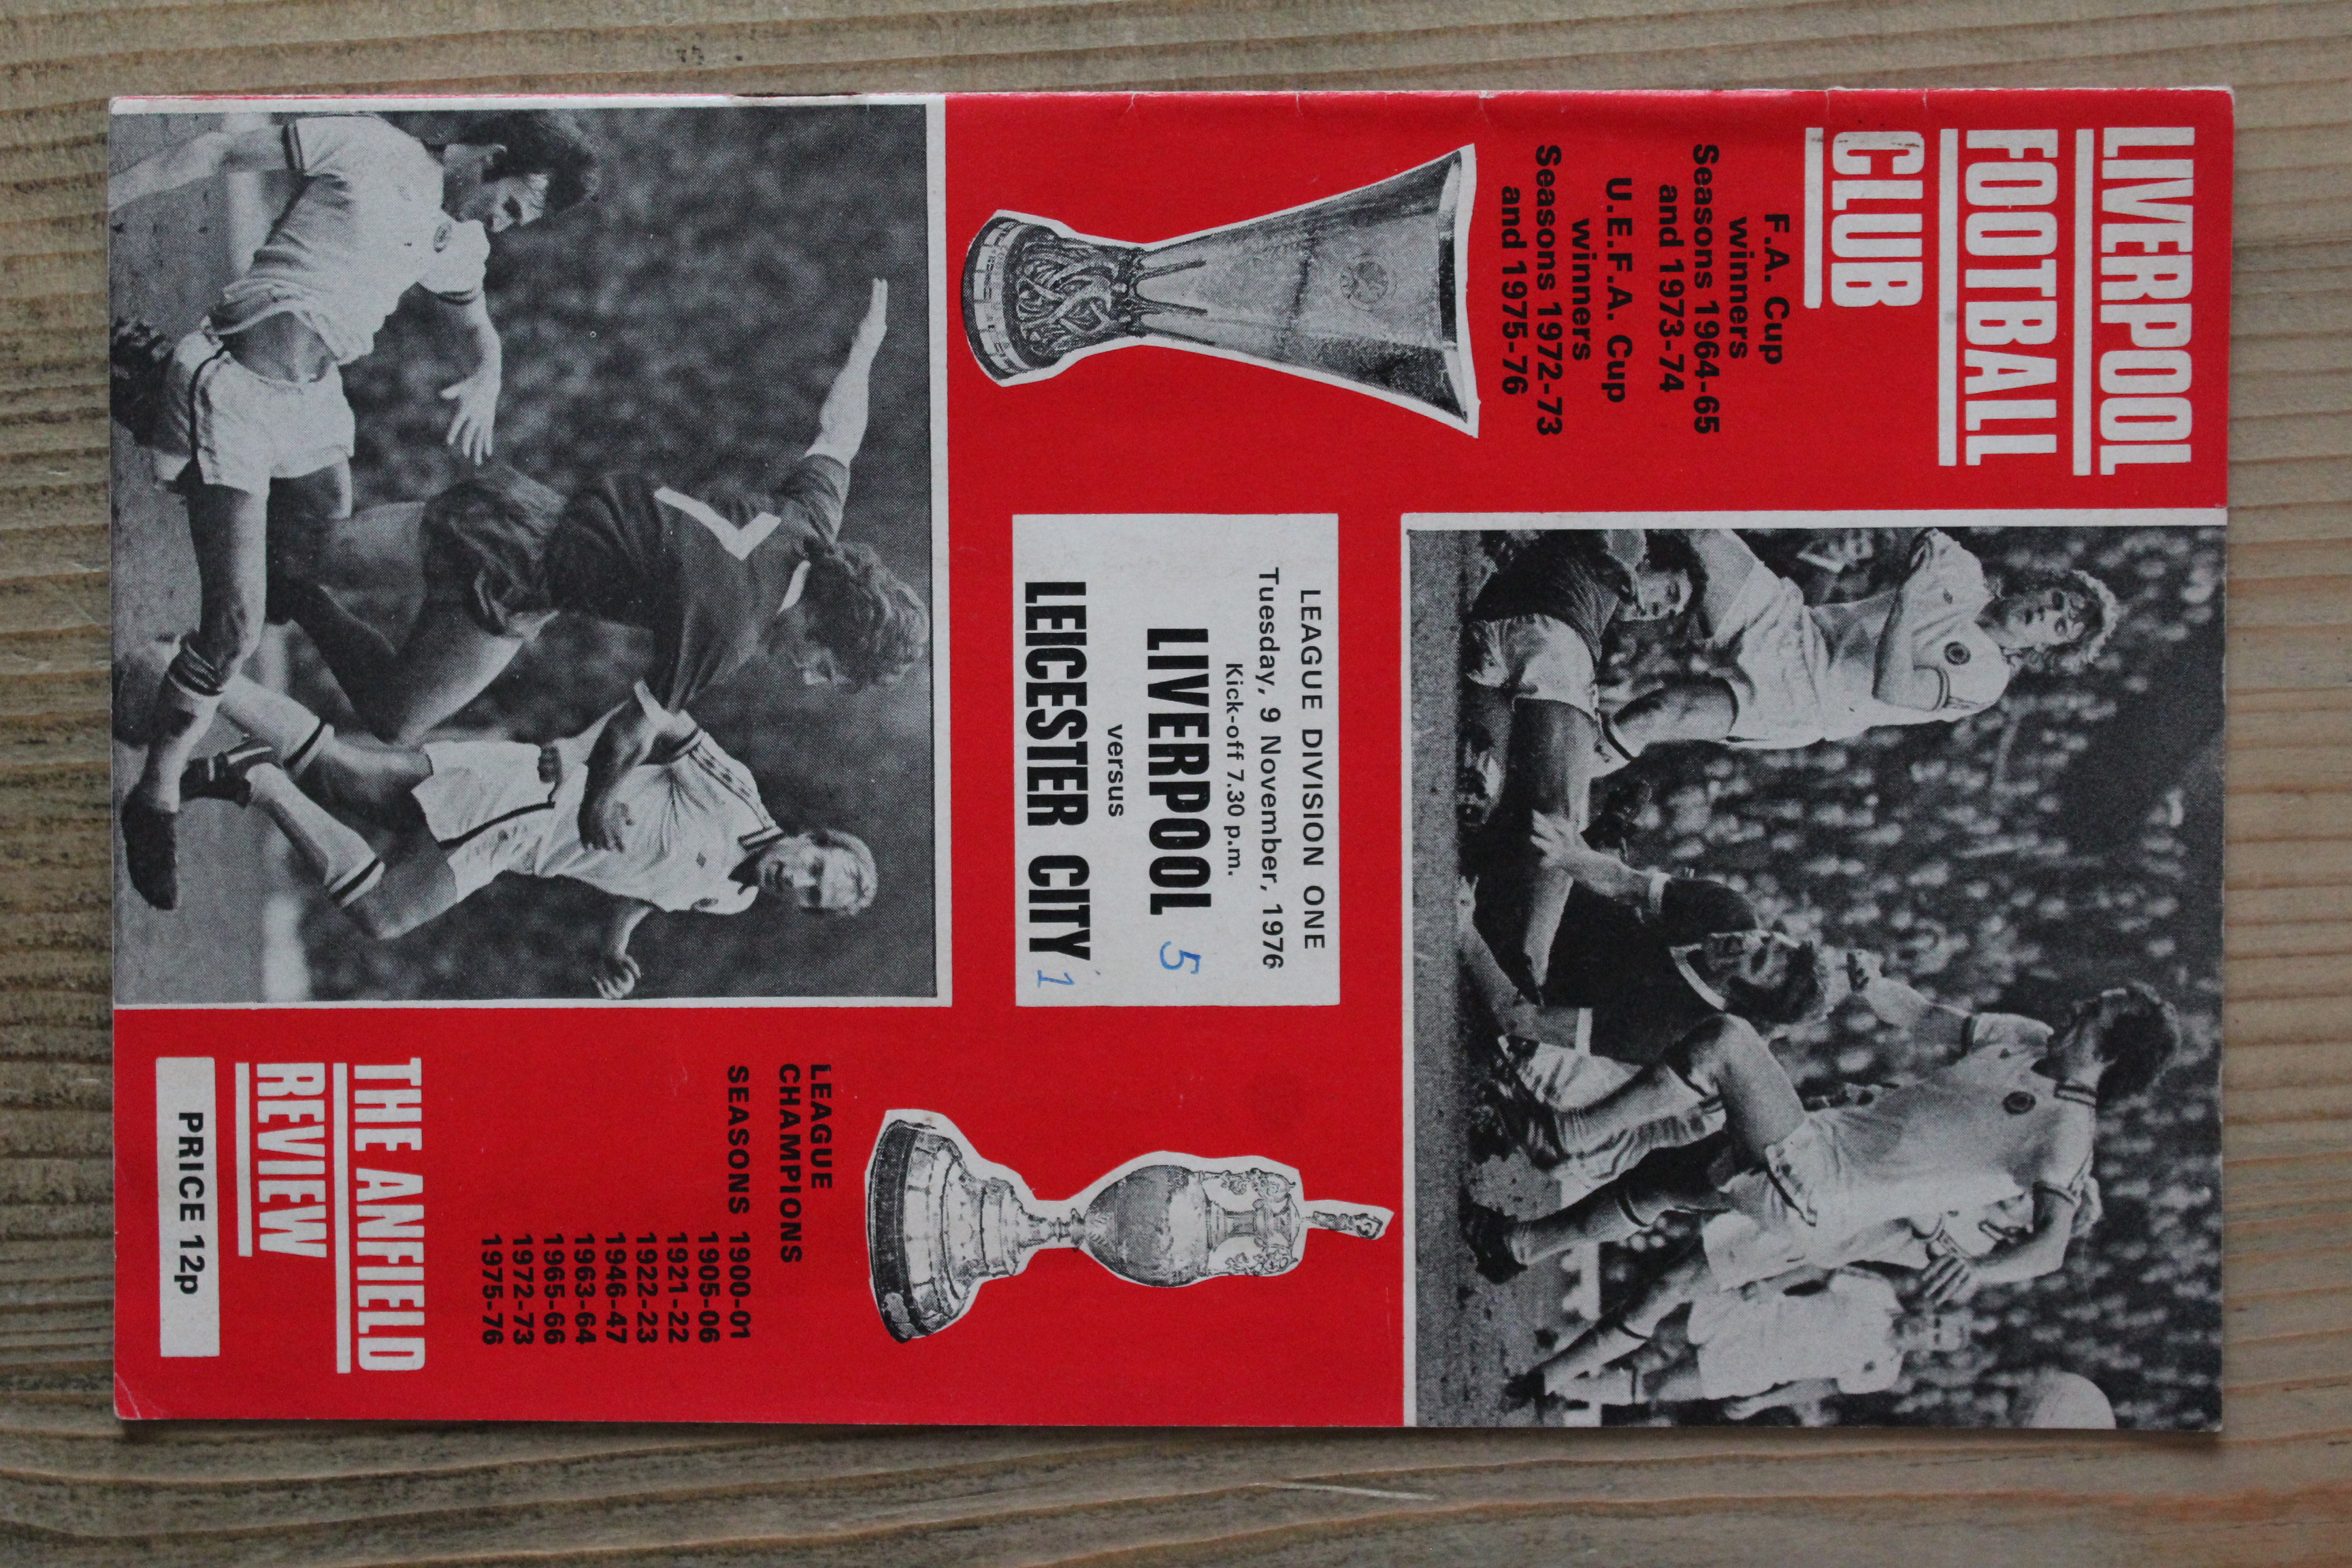 LIVERPOOL
FOOTBALL
CLUB
F.A. Cup
winners
Seasons 1964-65
and 1973-74
U.E.F.A. Cup
winners
Seasons 1972-73
and 1975-76
LEAGUE DIVISION ONE
Tuesday, 9 November, 1976
Kick-off 7.30 p.m.
LIVERPOOL 5
versus
LEICESTER CITY 1
LEAGUE
CHAMPIONS
SEASONS 1900-01
1905-06
1921-22
1922-23
1946-47
1963-64
1965-66
1972-73
1975-76
THE ANFIELD
REVIEW
PRICE 12p